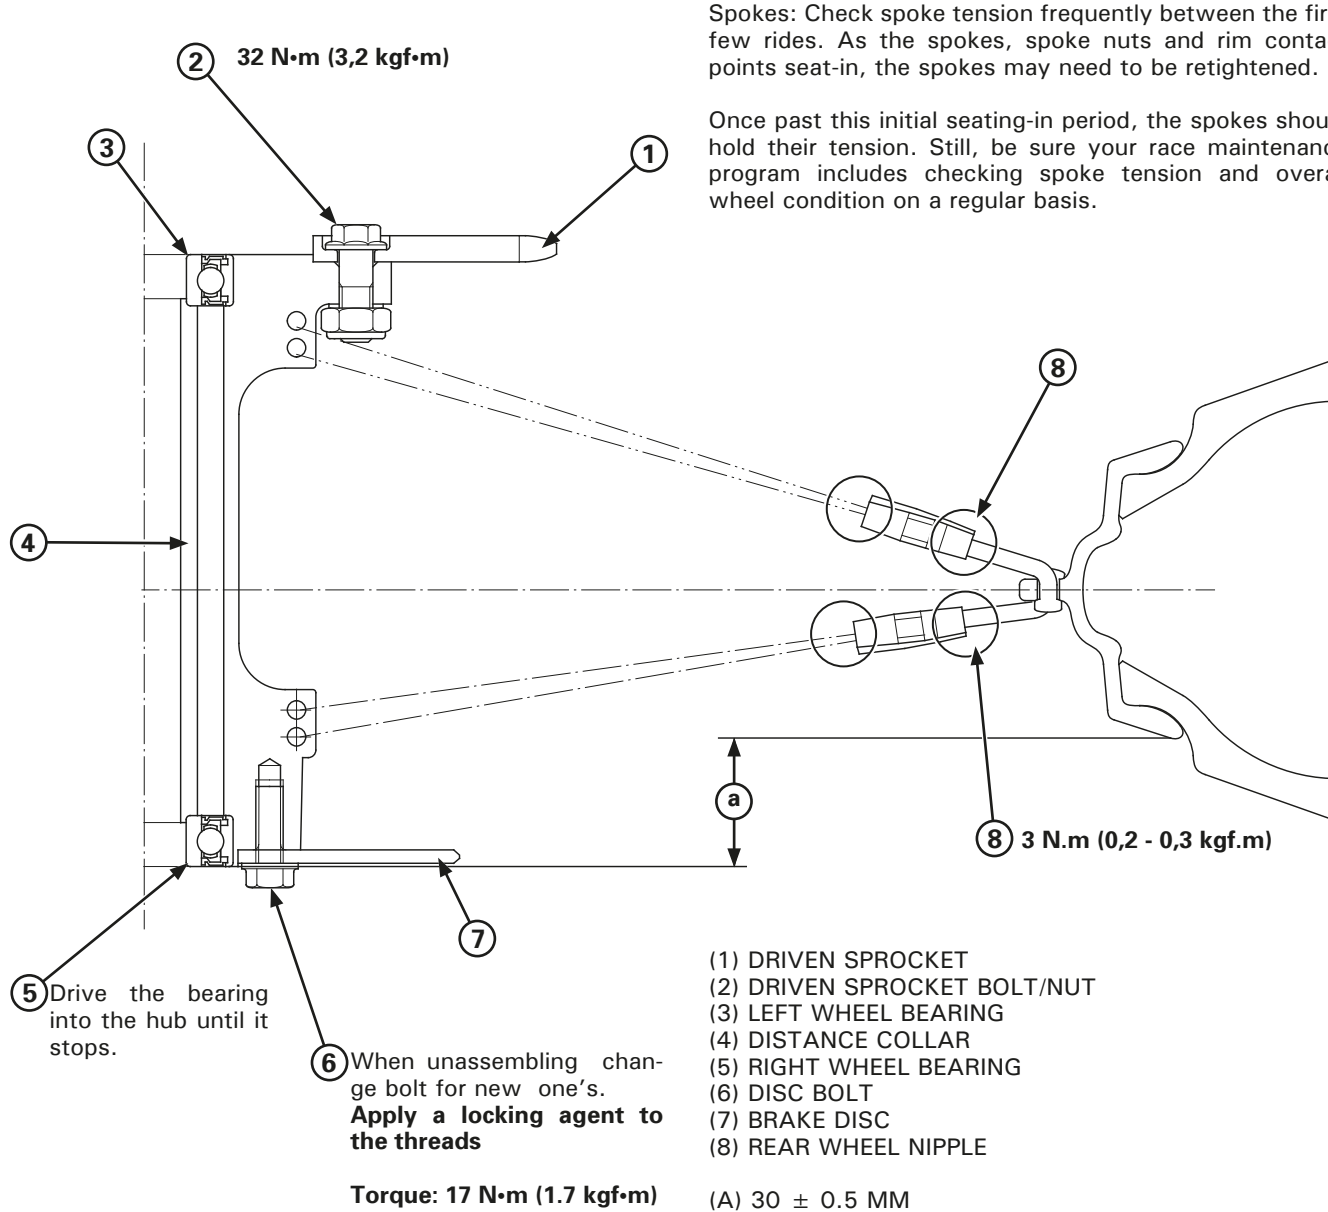 Spokes: Check spoke tension frequently between the fir
few rides. As the spokes, spoke nuts and rim conta
points seat-in, the spokes may need to be retightened.
Once past this initial seating-in period, the spokes shou
hold their tension. Still, be sure your race maintenanc
program includes checking spoke tension and overa
wheel condition on a regular basis.
2 32 N•m (3,2 kgf•m)
3
1
8
4
a
8 3 N.m (0,2 - 0,3 kgf.m)
7
5 Drive the bearing
into the hub until it
stops.
6 When unassembling chan-
ge bolt for new one's.
Apply a locking agent to
the threads
Torque: 17 N•m (1.7 kgf•m)
(1) DRIVEN SPROCKET
(2) DRIVEN SPROCKET BOLT/NUT
(3) LEFT WHEEL BEARING
(4) DISTANCE COLLAR
(5) RIGHT WHEEL BEARING
(6) DISC BOLT
(7) BRAKE DISC
(8) REAR WHEEL NIPPLE
(A) 30 ± 0.5 MM